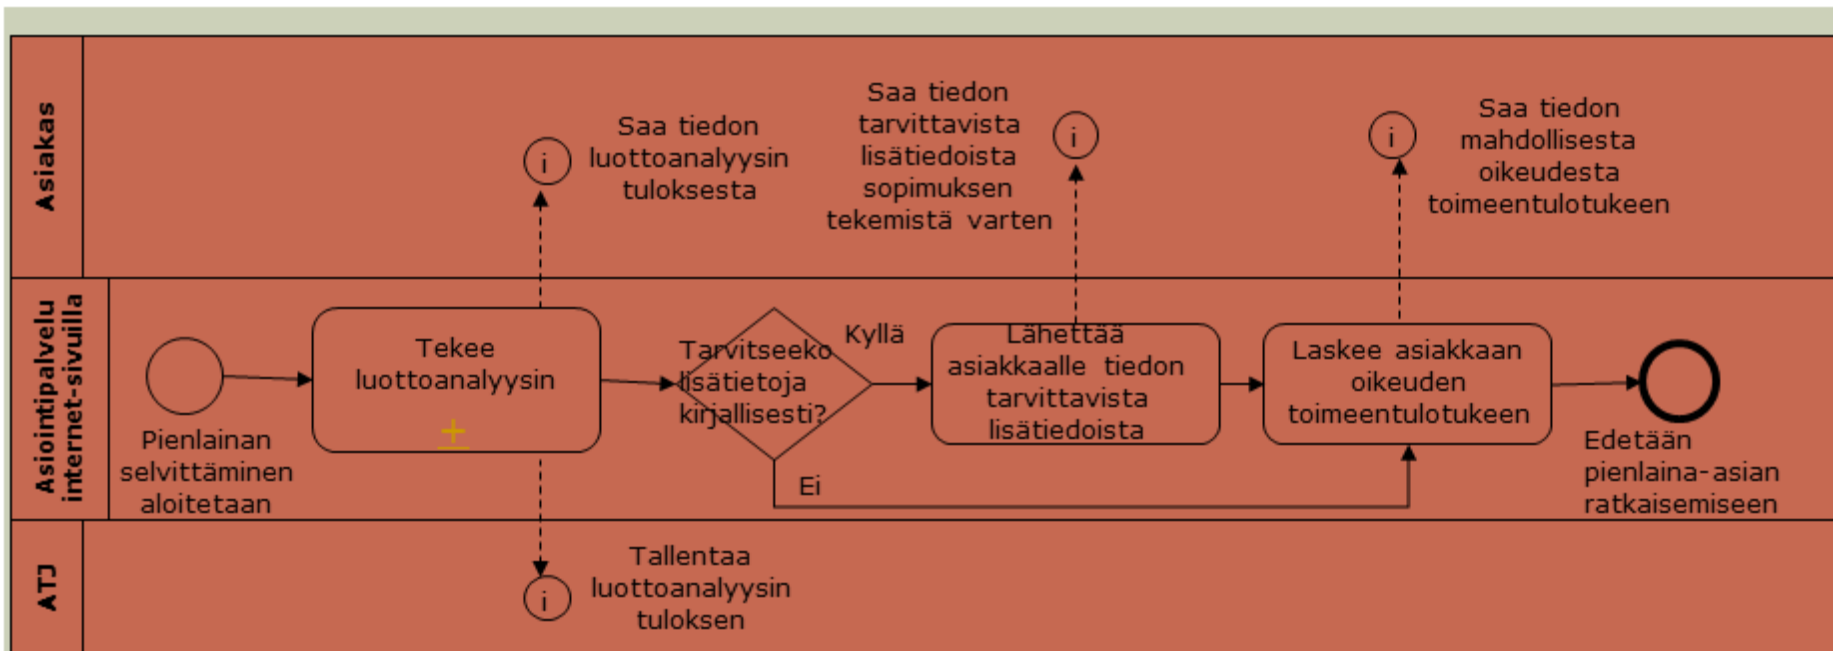 Asiakas
Saa tiedon
luottoanalyysin
tuloksesta
i
Saa tiedon
tarvittavista
lisätiedoista
sopimuksen
tekemistä varten
i
i
Saa tiedon
mahdollisesta
oikeudesta
toimeentulotukeen
Asiointipalvelu
internet-sivuilla
Pienlainan
selvittäminen
aloitetaan
Tekee
luottoanalyysin
+
Tarvitseeko
lisätietoja
kirjallisesti?
Kyllä
Ei
Lähettää
asiakkaalle tiedon
tarvittavista
lisätiedoista
Laskee asiakkaan
oikeuden
toimeentulotukeen
Edetään
pienlaina-asian
ratkaisemiseen
ATJ
i
Tallentaa
luottoanalyysin
tuloksen